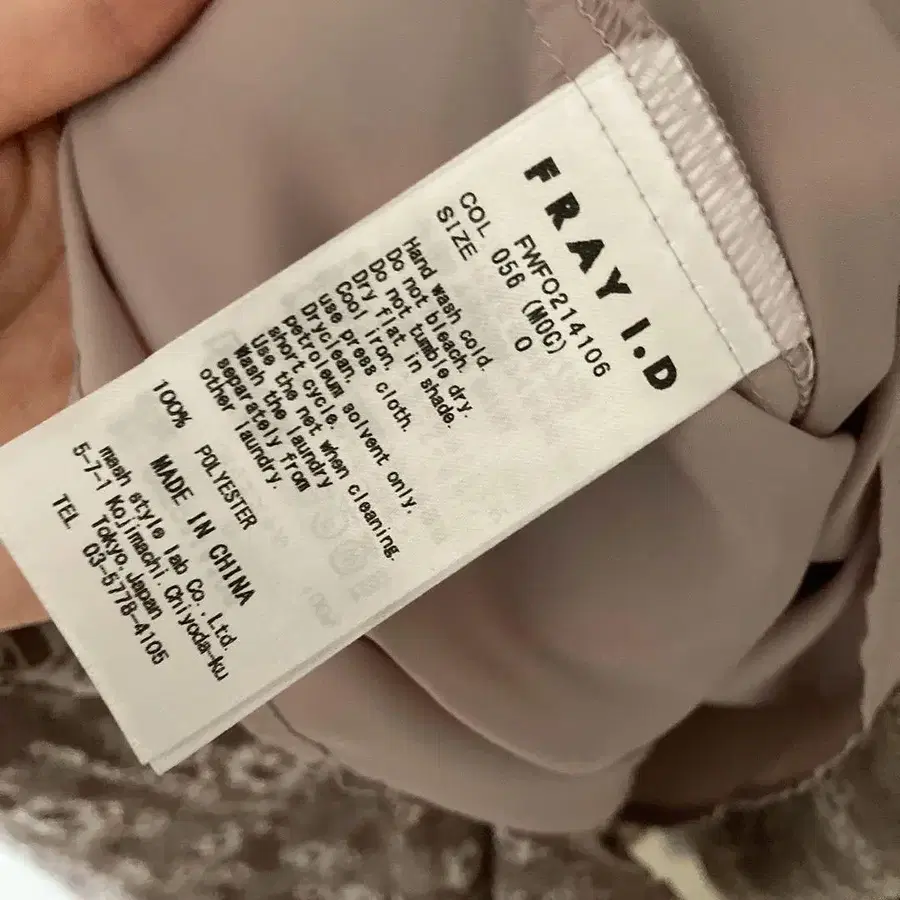 FRAY I.D
FWFO214106
COL 056 (MOC)
SIZE 0
Hand wash cold.
Do not bleach.
Do not tumble dry.
Dry flat in shade.
Cool iron.
use press cloth.
Dryclean.
petroleum solvent only.
short cycle.
Use the net when cleaning.
Wash the laundry
separately from
other laundry.
100% POLYESTER
MADE IN CHINA
mash style lab Co.,Ltd.
5-7-1 Kojimachi.Chiyoda-ku
Tokyo.Japan
TEL 03-5778-4105